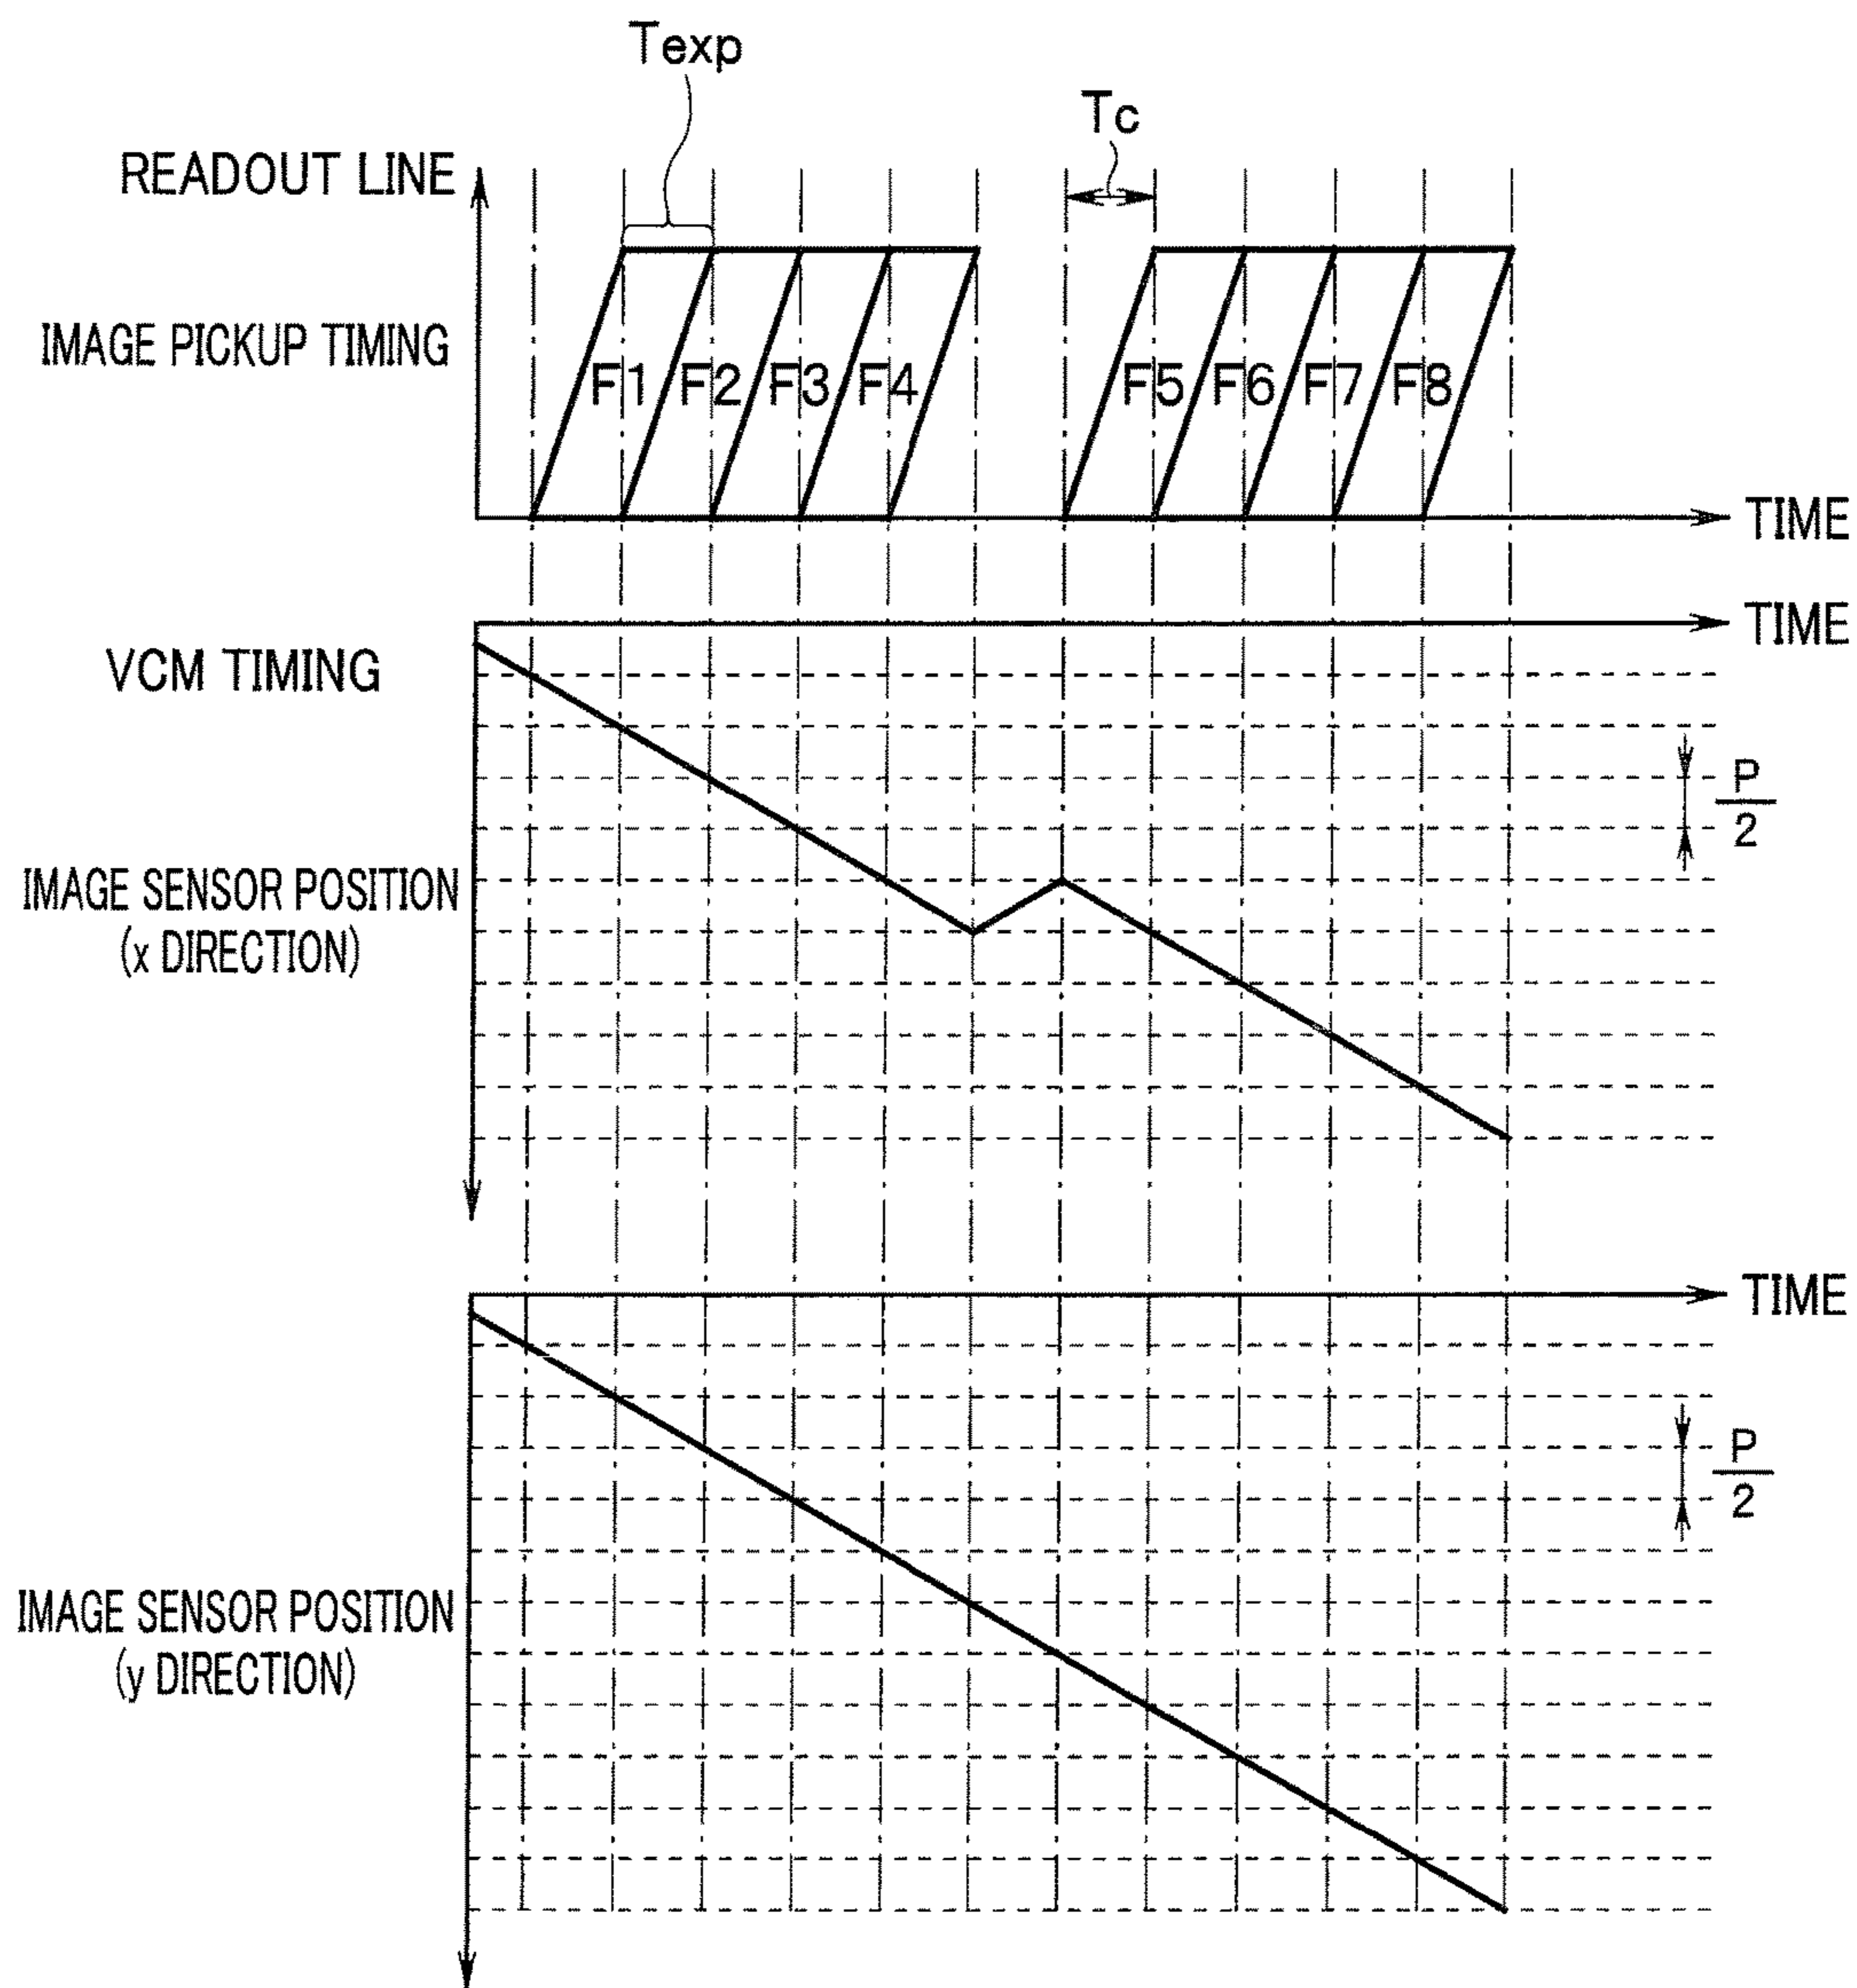 Texp
Tc
READOUT LINE
IMAGE PICKUP TIMING
F1 F2 F3 F4 F5 F6 F7 F8
TIME
TIME
VCM TIMING
P
2
IMAGE SENSOR POSITION
(x DIRECTION)
TIME
P
2
IMAGE SENSOR POSITION
(y DIRECTION)